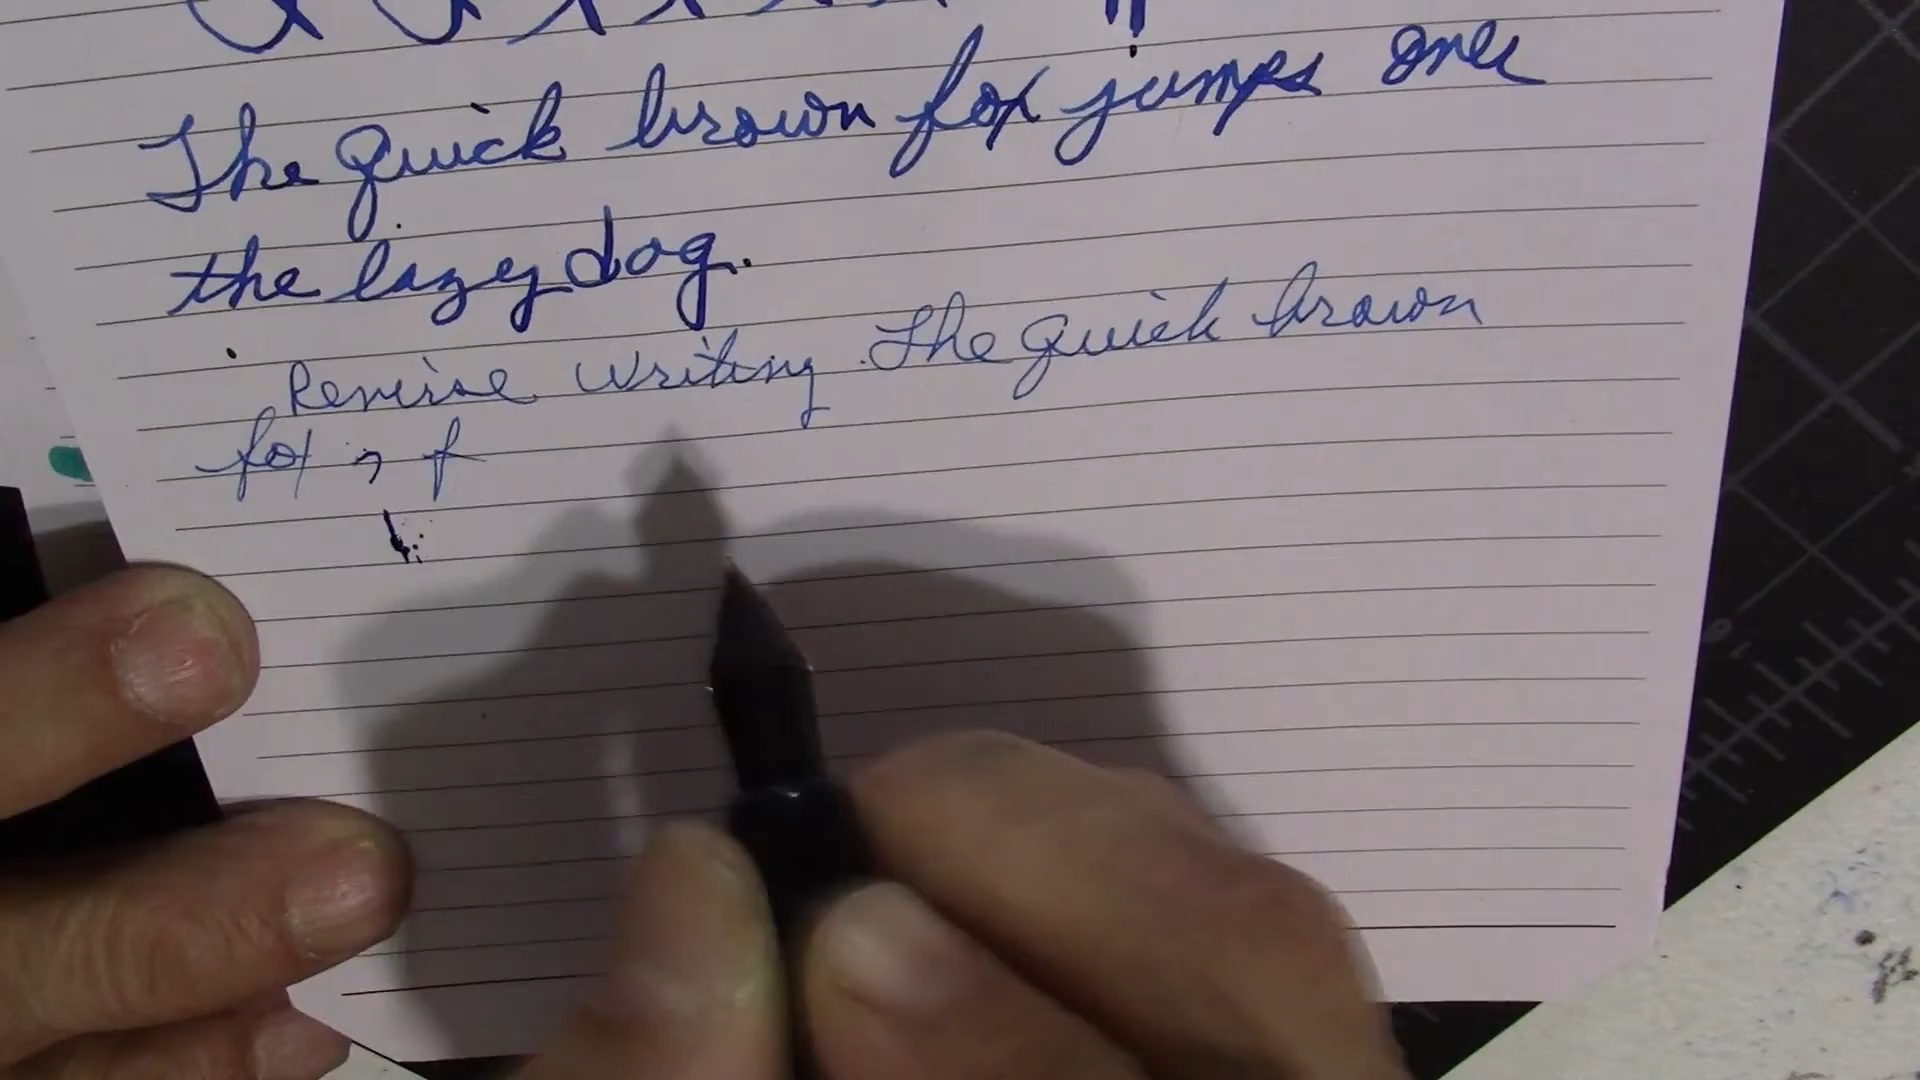 The quick brown fox jumps over
the lazy dog.
Reverse writing. The quick brown
fox, f